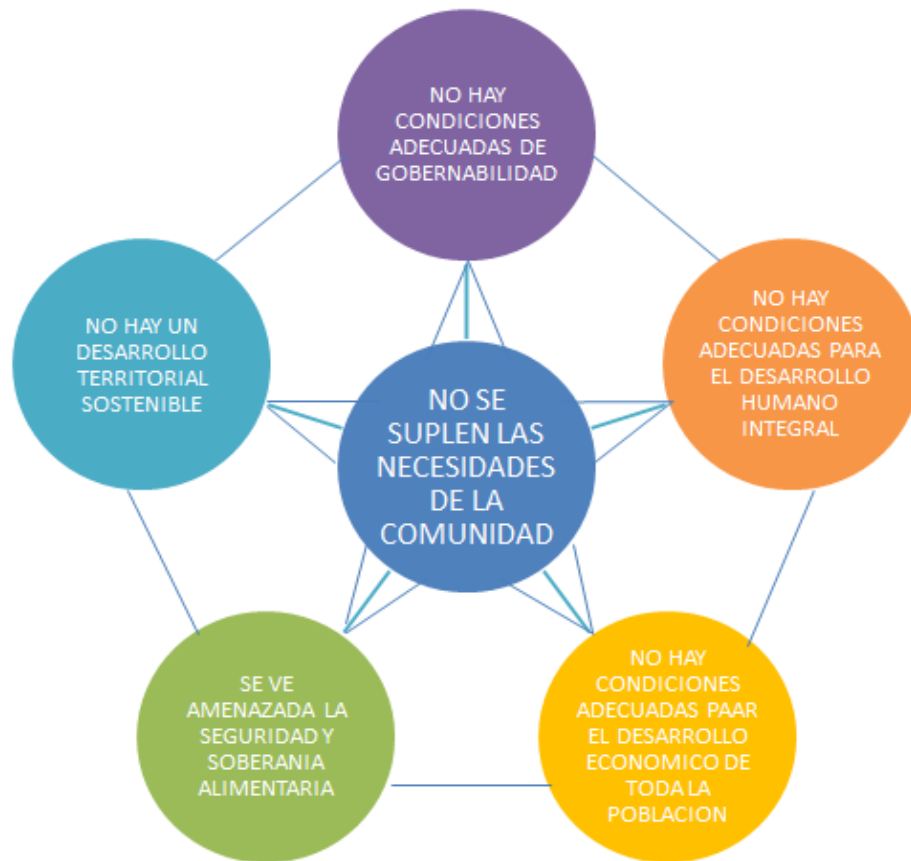 NO HAY
CONDICIONES
ADECUADAS DE
GOBERNABILIDAD
NO HAY UN
DESARROLLO
TERRITORIAL
SOSTENIBLE
NO HAY
CONDICIONES
ADECUADAS PARA
EL DESARROLLO
HUMANO
INTEGRAL
NO SE
SUPLEN LAS
NECESIDADES
DE LA
COMUNIDAD
SE VE
AMENAZADA LA
SEGURIDAD Y
SOBERANIA
ALIMENTARIA
NO HAY
CONDICIONES
ADECUADAS PAAR
EL DESARROLLO
ECONOMICO DE
TODA LA
POBLACION